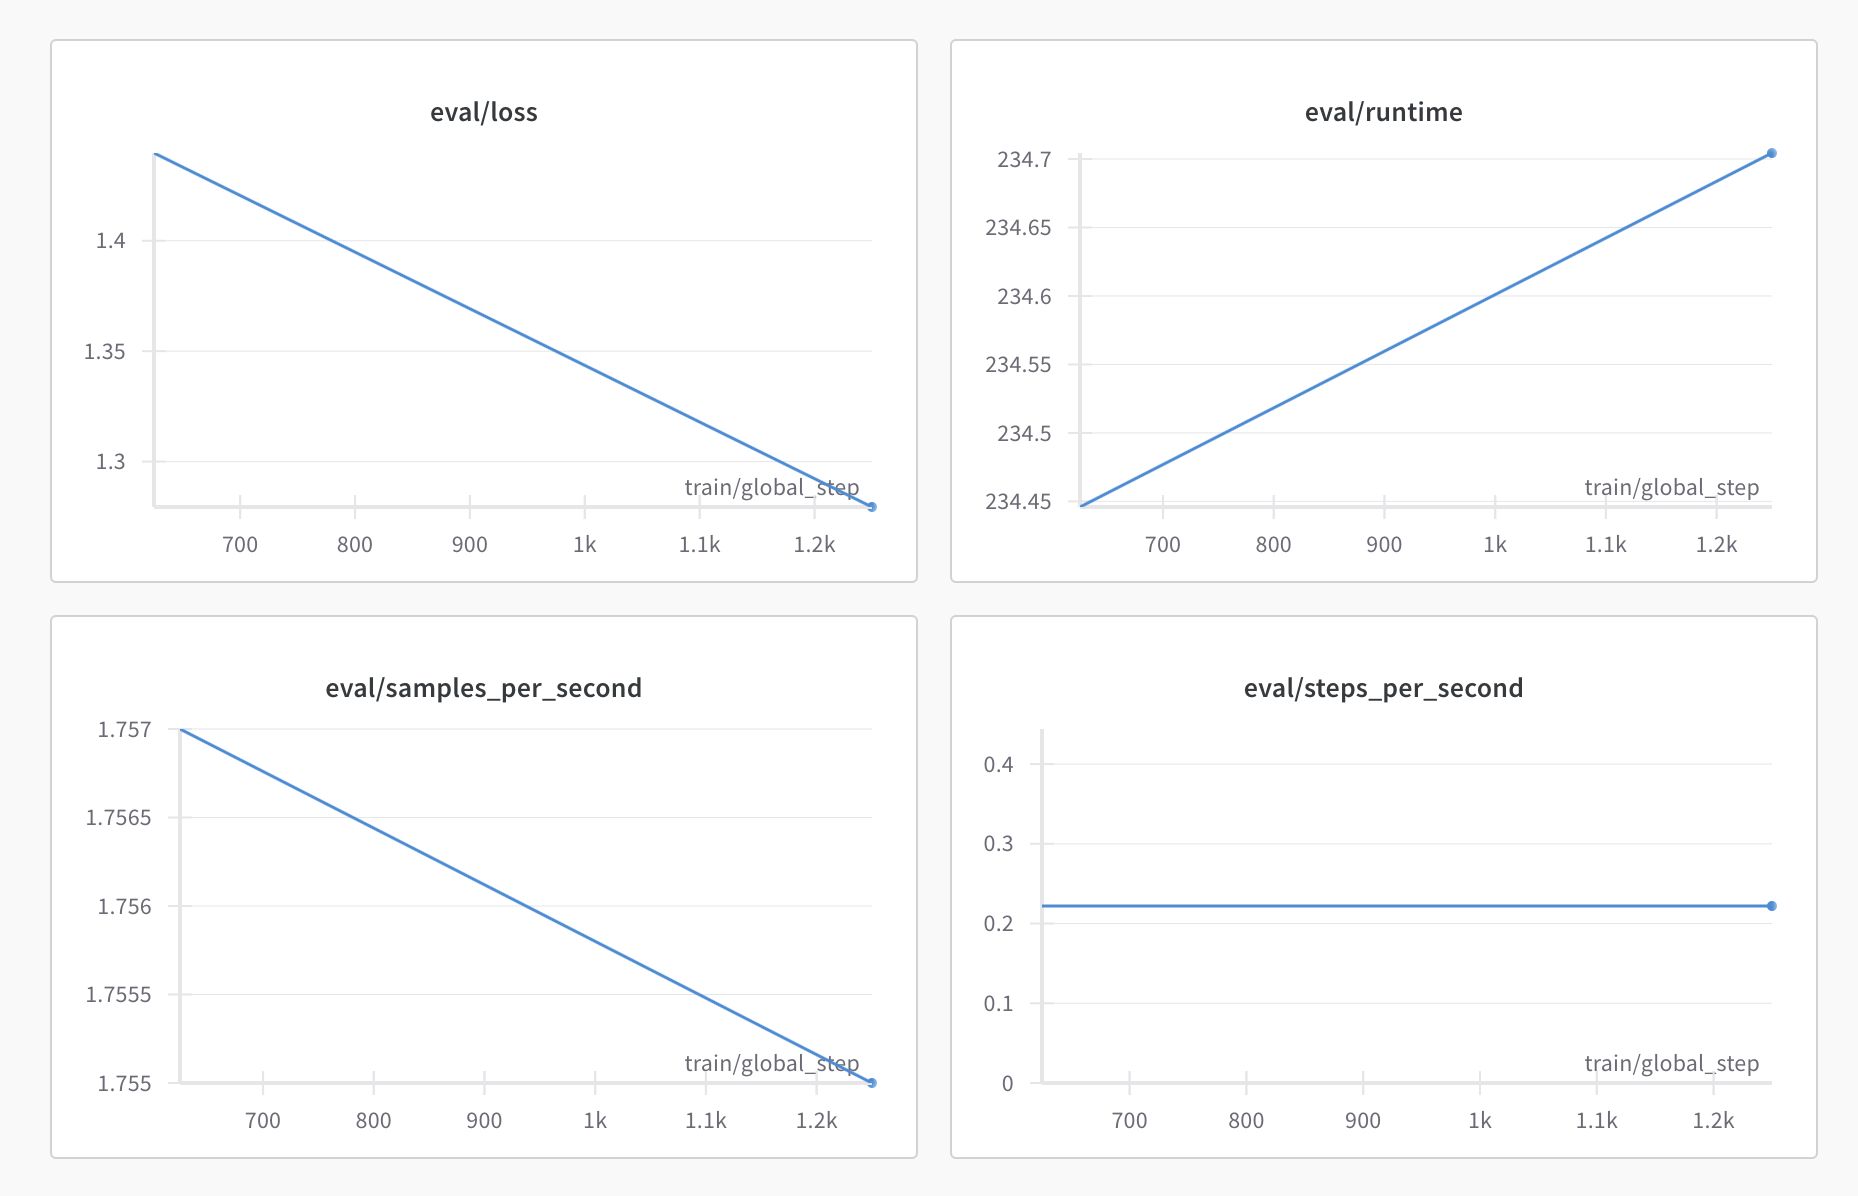 eval/loss
1.4
1.35
1.3
train/global_step
700 800 900 1k 1.1k 1.2k
eval/runtime
234.7
234.65
234.6
234.55
234.5
234.45
train/global_step
700 800 900 1k 1.1k 1.2k
eval/samples_per_second
1.757
1.7565
1.756
1.7555
1.755
train/global_step
700 800 900 1k 1.1k 1.2k
eval/steps_per_second
0.4
0.3
0.2
0.1
0
train/global_step
700 800 900 1k 1.1k 1.2k